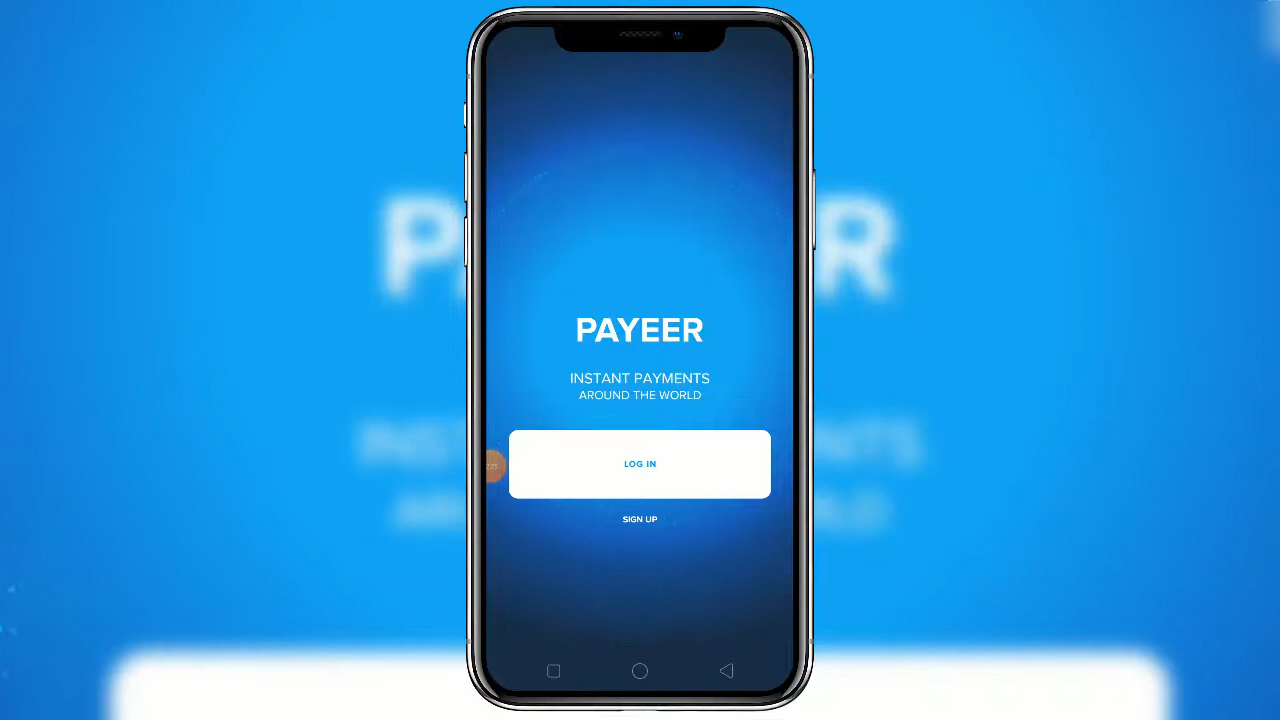 PAYEER
INSTANT PAYMENTS
AROUND THE WORLD
LOG IN
SIGN UP